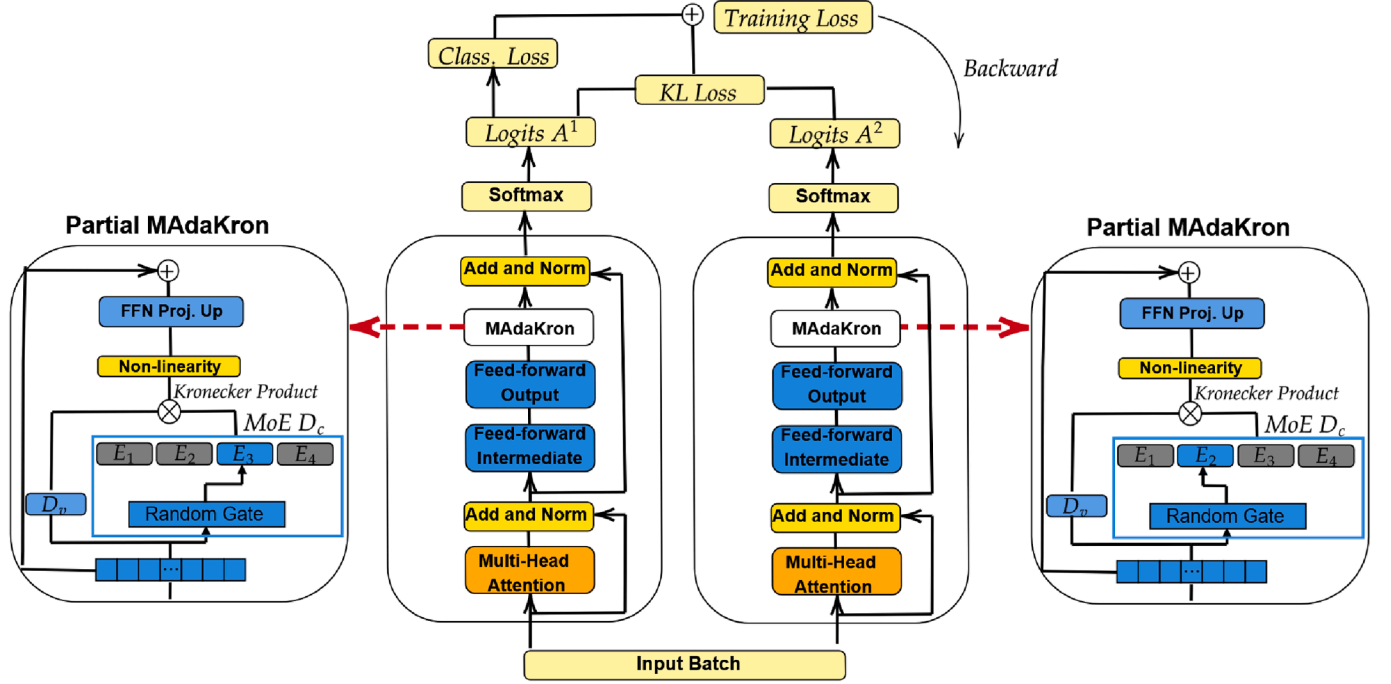 Training Loss
Class. Loss
Backward
KL Loss
Logits A¹
Logits A²
Softmax
Softmax
Partial MAdaKron
Partial MAdaKron
Add and Norm
Add and Norm
FFN Proj. Up
MAdaKron
MAdaKron
FFN Proj. Up
Non-linearity
Feed-forward
Output
Feed-forward
Output
Non-linearity
Kronecker Product
Kronecker Product
MoE D_c
MoE D_c
Feed-forward
Intermediate
Feed-forward
Intermediate
E₁ E₂ E₃ E₄
E₁ E₂ E₃ E₄
D_v
Random Gate
D_v
Random Gate
Add and Norm
Add and Norm
...
Multi-Head
Attention
Multi-Head
Attention
...
Input Batch